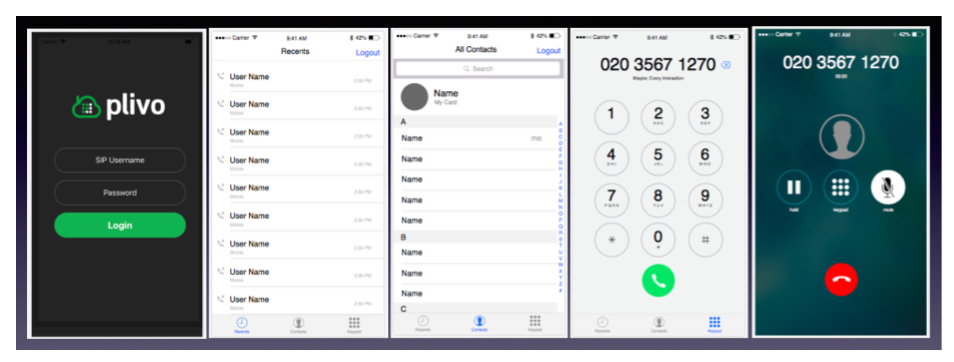 Carrier 11:15 AM
plivo
SIP Username
Password
Login
Carrier 9:41 AM 42%
Recents Logout
User Name
Mobile 2:30 PM
User Name
Mobile 2:30 PM
User Name
Mobile 2:30 PM
User Name
Mobile 2:30 PM
User Name
Mobile 2:30 PM
User Name
Mobile 2:30 PM
User Name
Mobile 2:30 PM
User Name
Mobile 2:30 PM
User Name
Mobile 2:30 PM
Recents Contacts Keypad
Carrier 9:41 AM 42%
All Contacts Logout
Search
Name
My Card
A
Name me
Name
Name
Name
Name
B
Name
Name
Name
C
A
B
C
D
E
F
G
H
I
J
K
L
M
N
O
P
Q
R
S
T
U
V
W
X
Y
Z
#
Recents Contacts Keypad
Carrier 9:41 AM 42%
020 3567 1270
1 2 3
ABC DEF
4 5 6
GHI JKL MNO
7 8 9
PQRS TUV WXYZ
* 0 #
+
Recents Contacts Keypad
Carrier 9:41 AM 42%
020 3567 1270
00:00
hold keypad mute